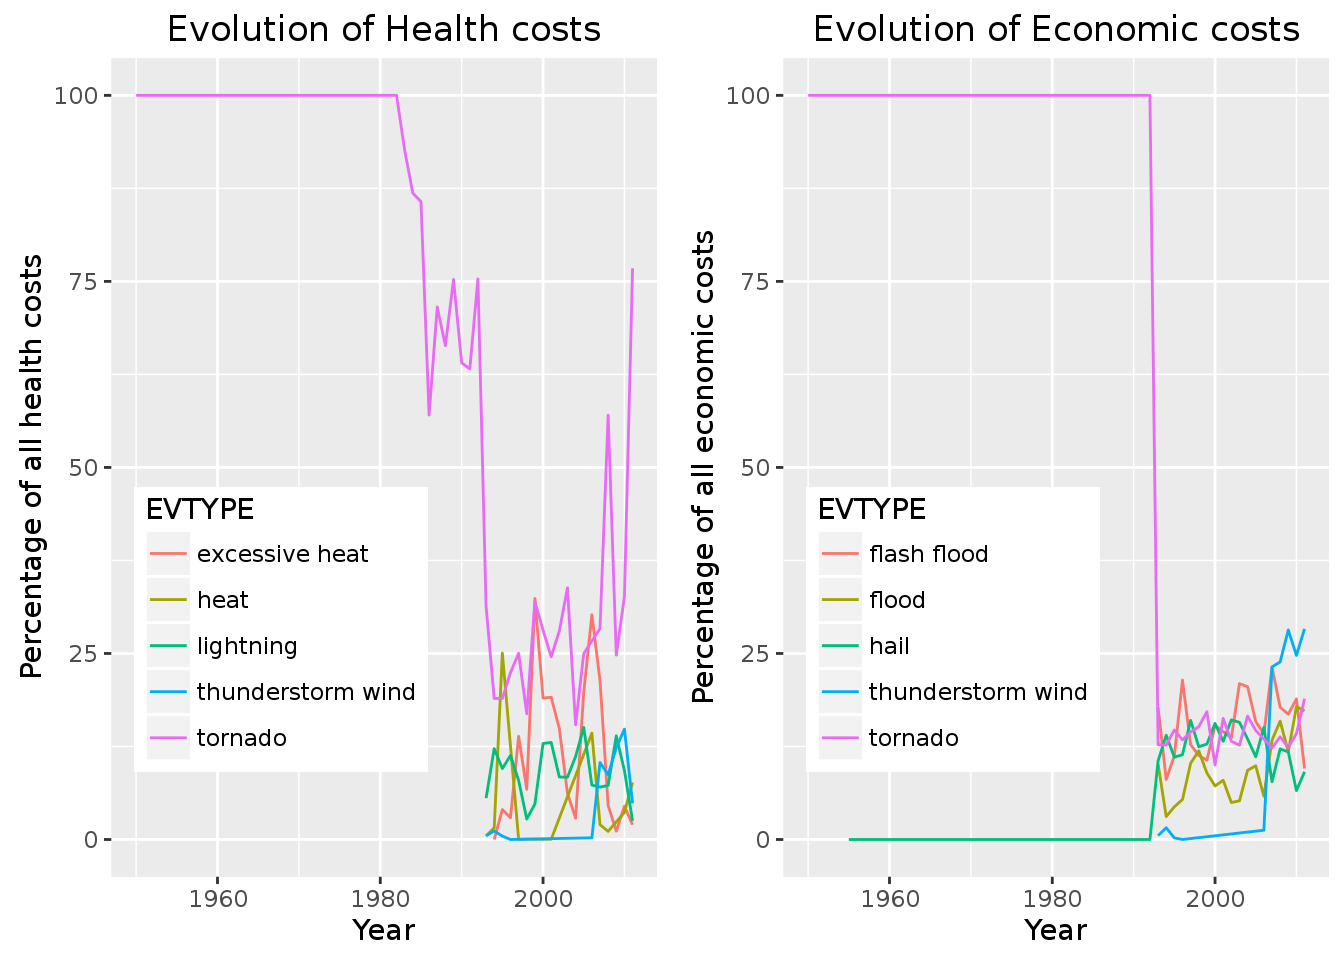 Evolution of Health costs
Percentage of all health costs
100
75
50
25
0
EVTYPE
excessive heat
heat
lightning
thunderstorm wind
tornado
1960 1980 2000
Year
Evolution of Economic costs
Percentage of all economic costs
100
75
50
25
0
EVTYPE
flash flood
flood
hail
thunderstorm wind
tornado
1960 1980 2000
Year